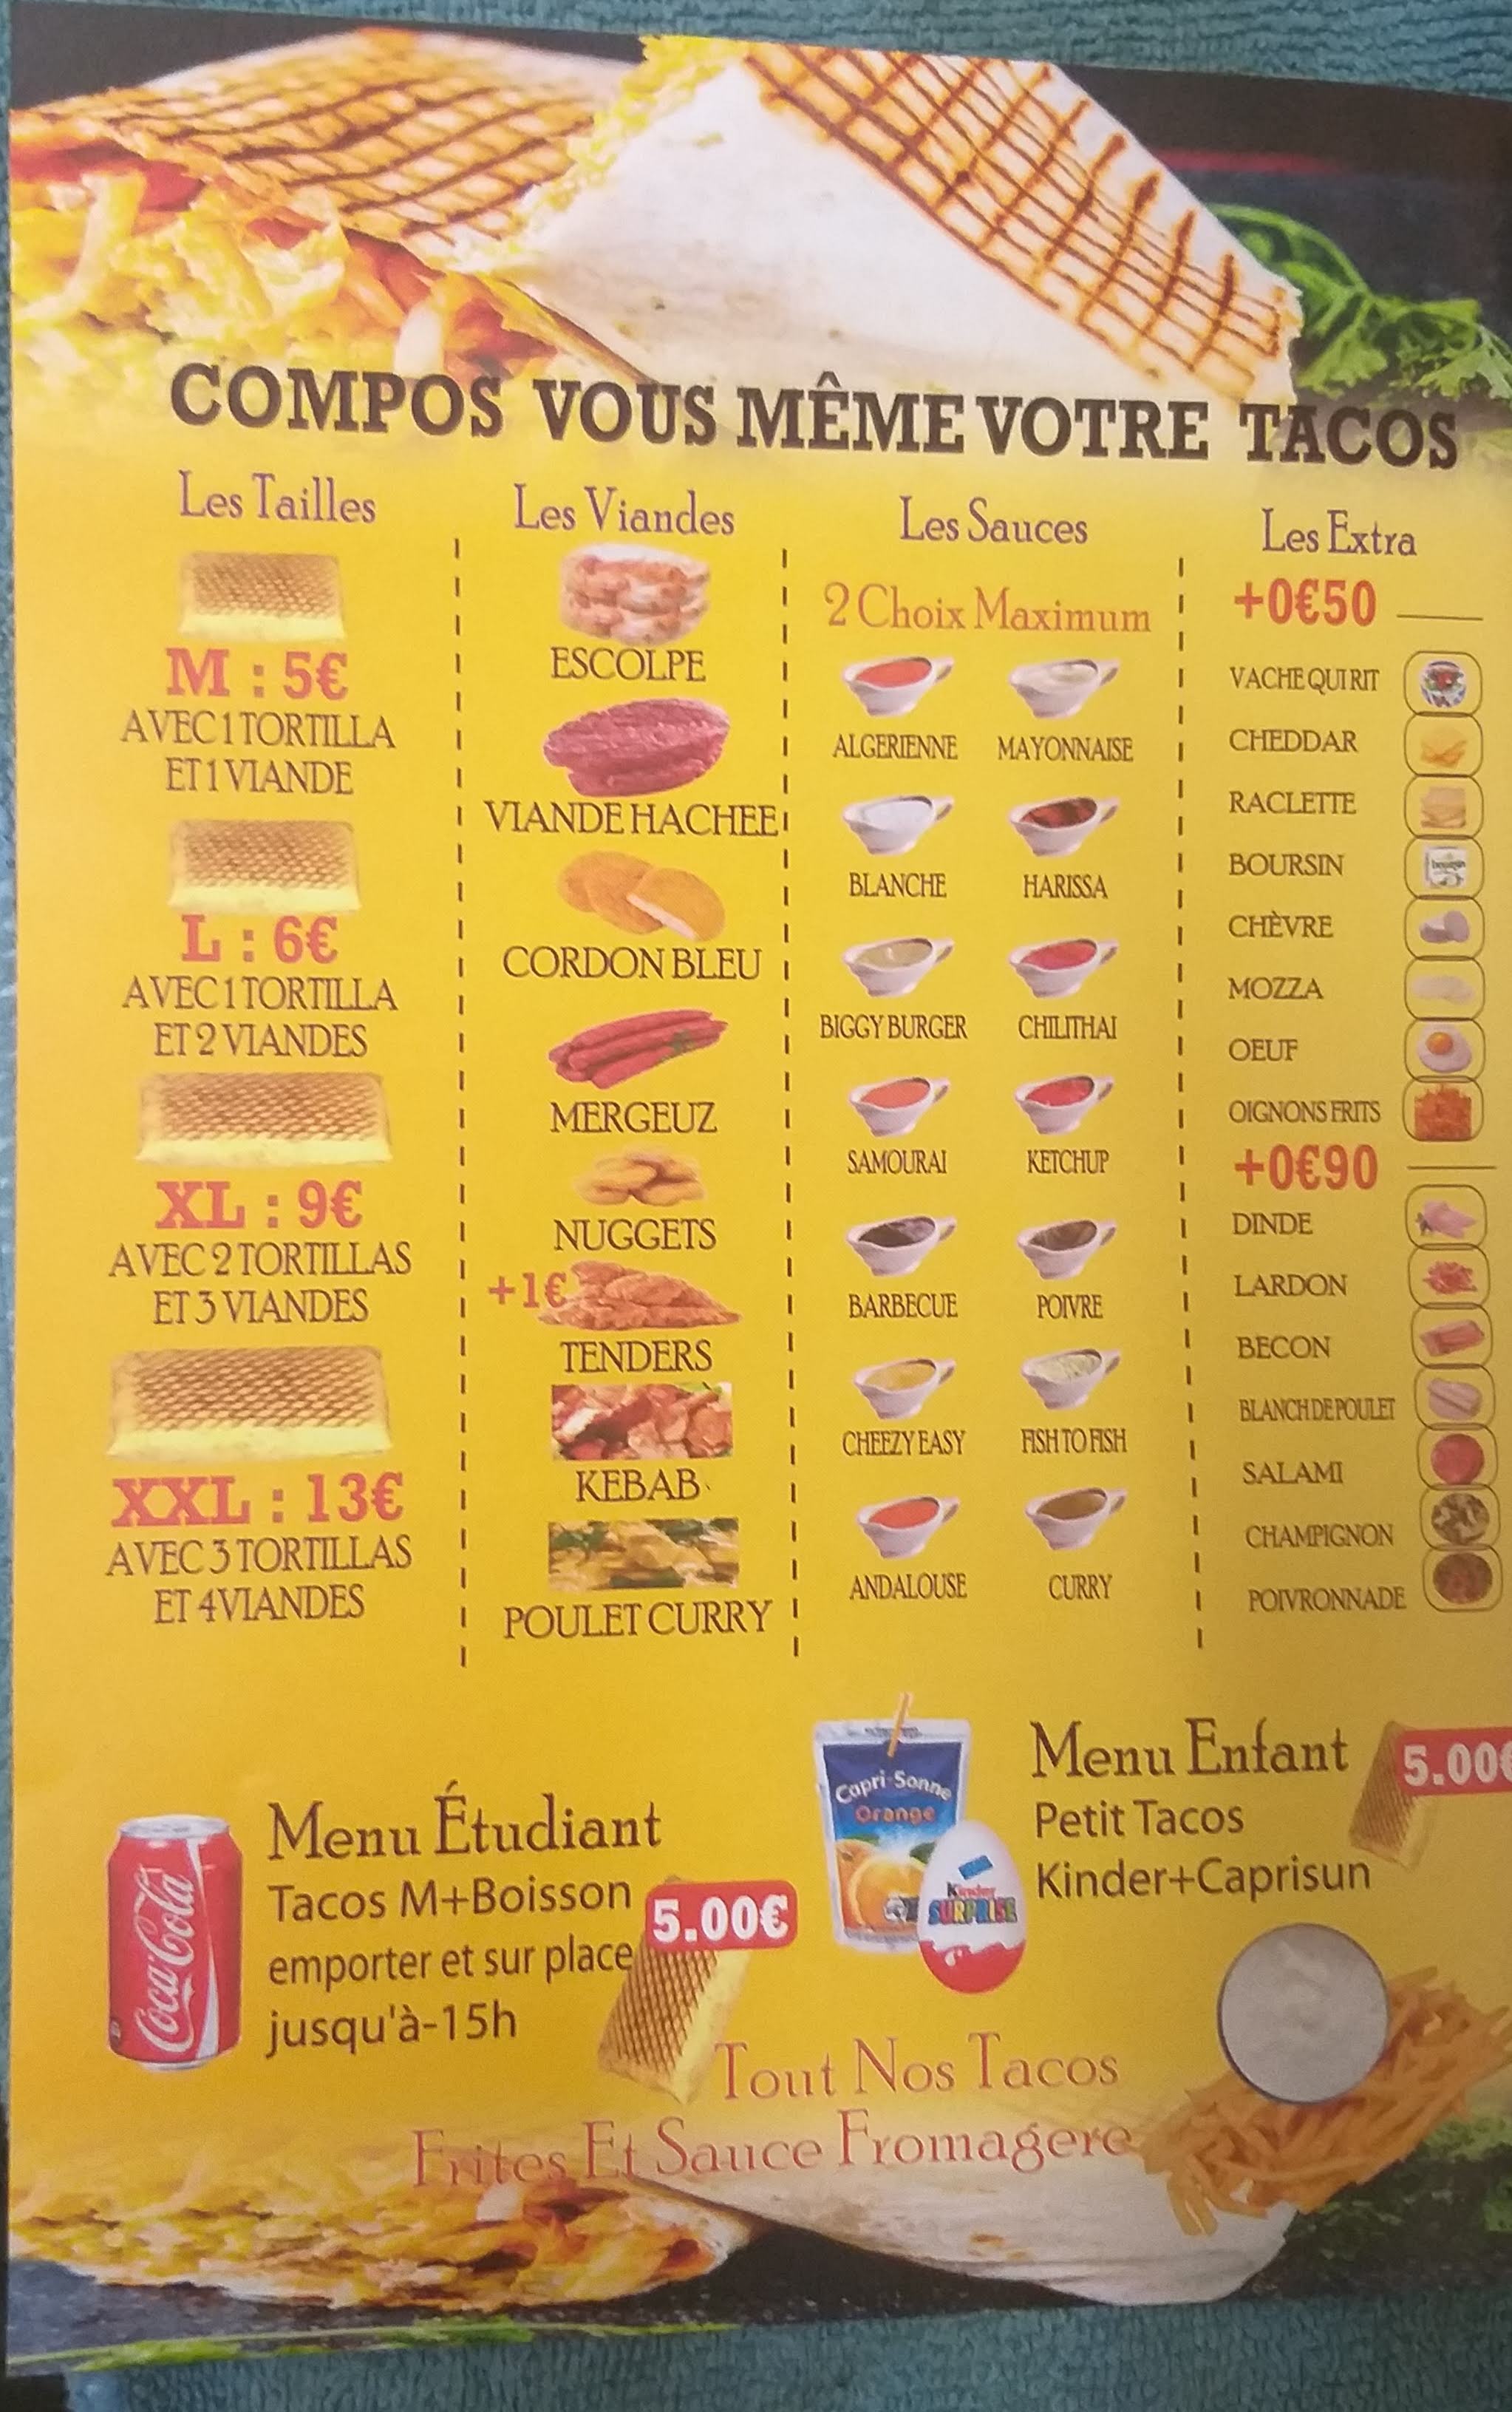 COMPOS VOUS MÊME VOTRE TACOS
Les Tailles
M : 5€
AVEC 1 TORTILLA
ET 1 VIANDE
L : 6€
AVEC 1 TORTILLA
ET 2 VIANDES
XL : 9€
AVEC 2 TORTILLAS
ET 3 VIANDES
XXL : 13€
AVEC 3 TORTILLAS
ET 4 VIANDES
Les Viandes
ESCOLPE
VIANDE HACHEE
CORDON BLEU
MERGEUZ
NUGGETS
+1€
TENDERS
KEBAB
POULET CURRY
Les Sauces
2 Choix Maximum
ALGERIENNE MAYONNAISE
BLANCHE HARISSA
BIGGY BURGER CHILITHAI
SAMOURAI KETCHUP
BARBECUE POIVRE
CHEEZY EASY FISH TO FISH
ANDALOUSE CURRY
Les Extra
+0€50
VACHE QUI RIT
CHEDDAR
RACLETTE
BOURSIN
boursin
CHÈVRE
MOZZA
OEUF
OIGNONS FRITS
+0€90
DINDE
LARDON
BECON
BLANCH DE POULET
SALAMI
CHAMPIGNON
POIVRONNADE
Menu Étudiant
Tacos M+Boisson
emporter et sur place
jusqu'à-15h
5.00€
Coca-Cola
Capri-Sonne
Orange
Kinder
SURPRISE
Menu Enfant
5.00€
Petit Tacos
Kinder+Caprisun
Tout Nos Tacos
Frites Et Sauce Fromagere